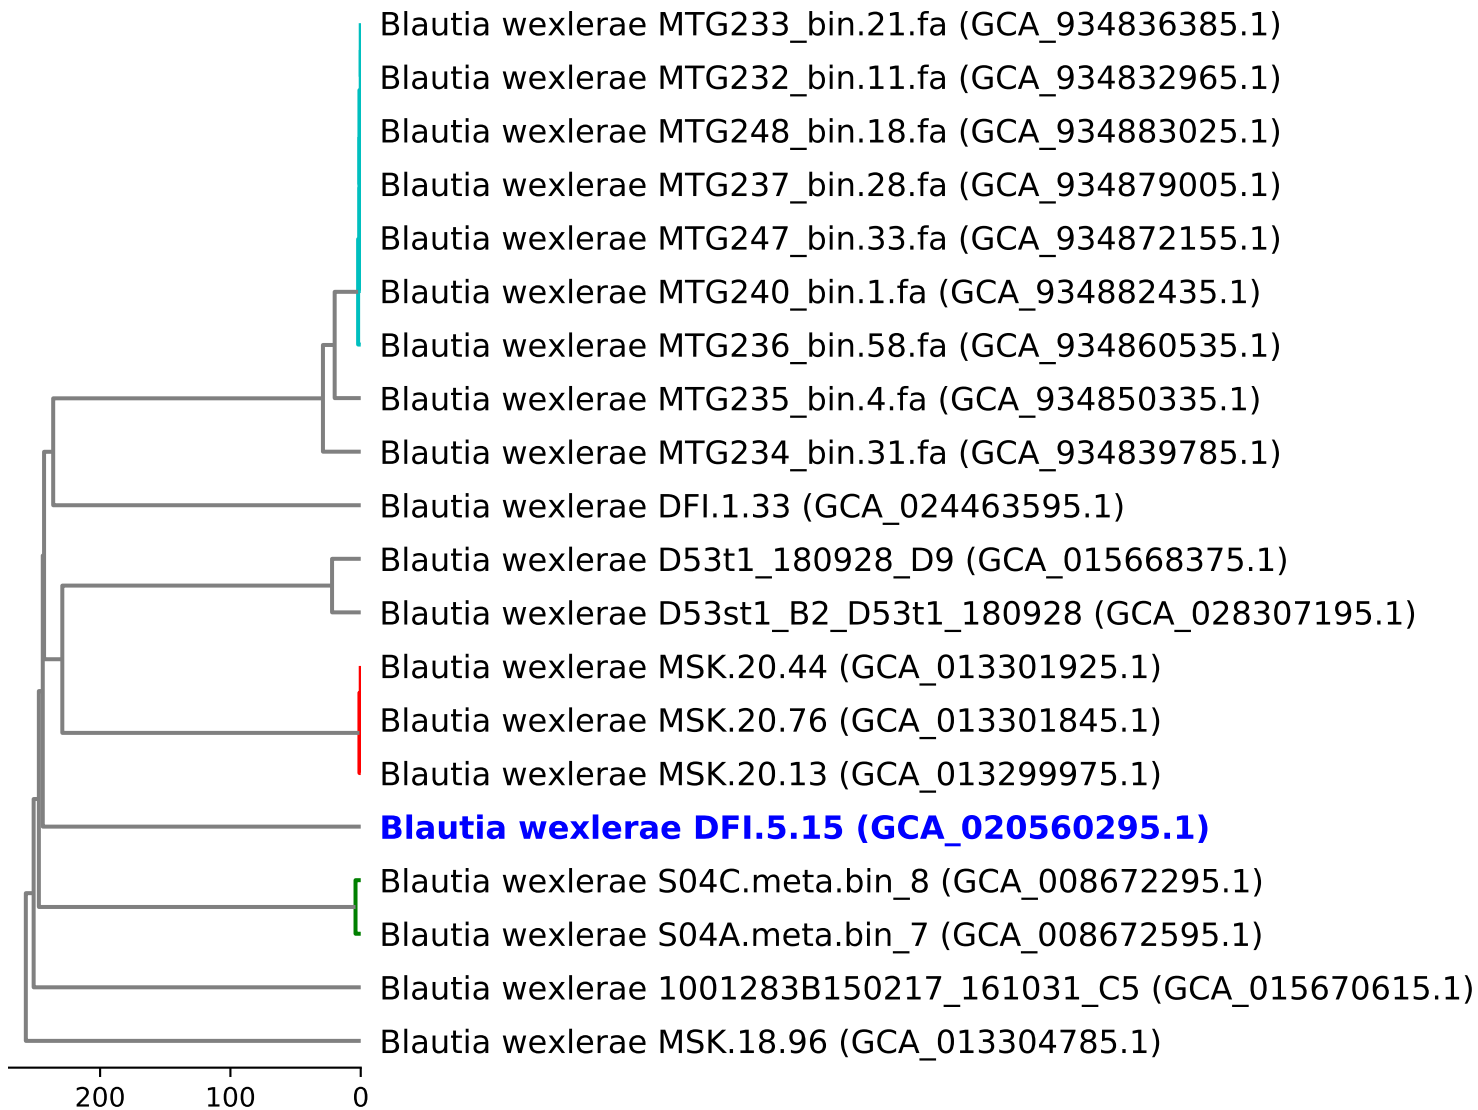 Blautia wexlerae MTG233_bin.21.fa (GCA_934836385.1)
Blautia wexlerae MTG232_bin.11.fa (GCA_934832965.1)
Blautia wexlerae MTG248_bin.18.fa (GCA_934883025.1)
Blautia wexlerae MTG237_bin.28.fa (GCA_934879005.1)
Blautia wexlerae MTG247_bin.33.fa (GCA_934872155.1)
Blautia wexlerae MTG240_bin.1.fa (GCA_934882435.1)
Blautia wexlerae MTG236_bin.58.fa (GCA_934860535.1)
Blautia wexlerae MTG235_bin.4.fa (GCA_934850335.1)
Blautia wexlerae MTG234_bin.31.fa (GCA_934839785.1)
Blautia wexlerae DFI.1.33 (GCA_024463595.1)
Blautia wexlerae D53t1_180928_D9 (GCA_015668375.1)
Blautia wexlerae D53st1_B2_D53t1_180928 (GCA_028307195.1)
Blautia wexlerae MSK.20.44 (GCA_013301925.1)
Blautia wexlerae MSK.20.76 (GCA_013301845.1)
Blautia wexlerae MSK.20.13 (GCA_013299975.1)
Blautia wexlerae DFI.5.15 (GCA_020560295.1)
Blautia wexlerae S04C.meta.bin_8 (GCA_008672295.1)
Blautia wexlerae S04A.meta.bin_7 (GCA_008672595.1)
Blautia wexlerae 1001283B150217_161031_C5 (GCA_015670615.1)
Blautia wexlerae MSK.18.96 (GCA_013304785.1)
200 100 0